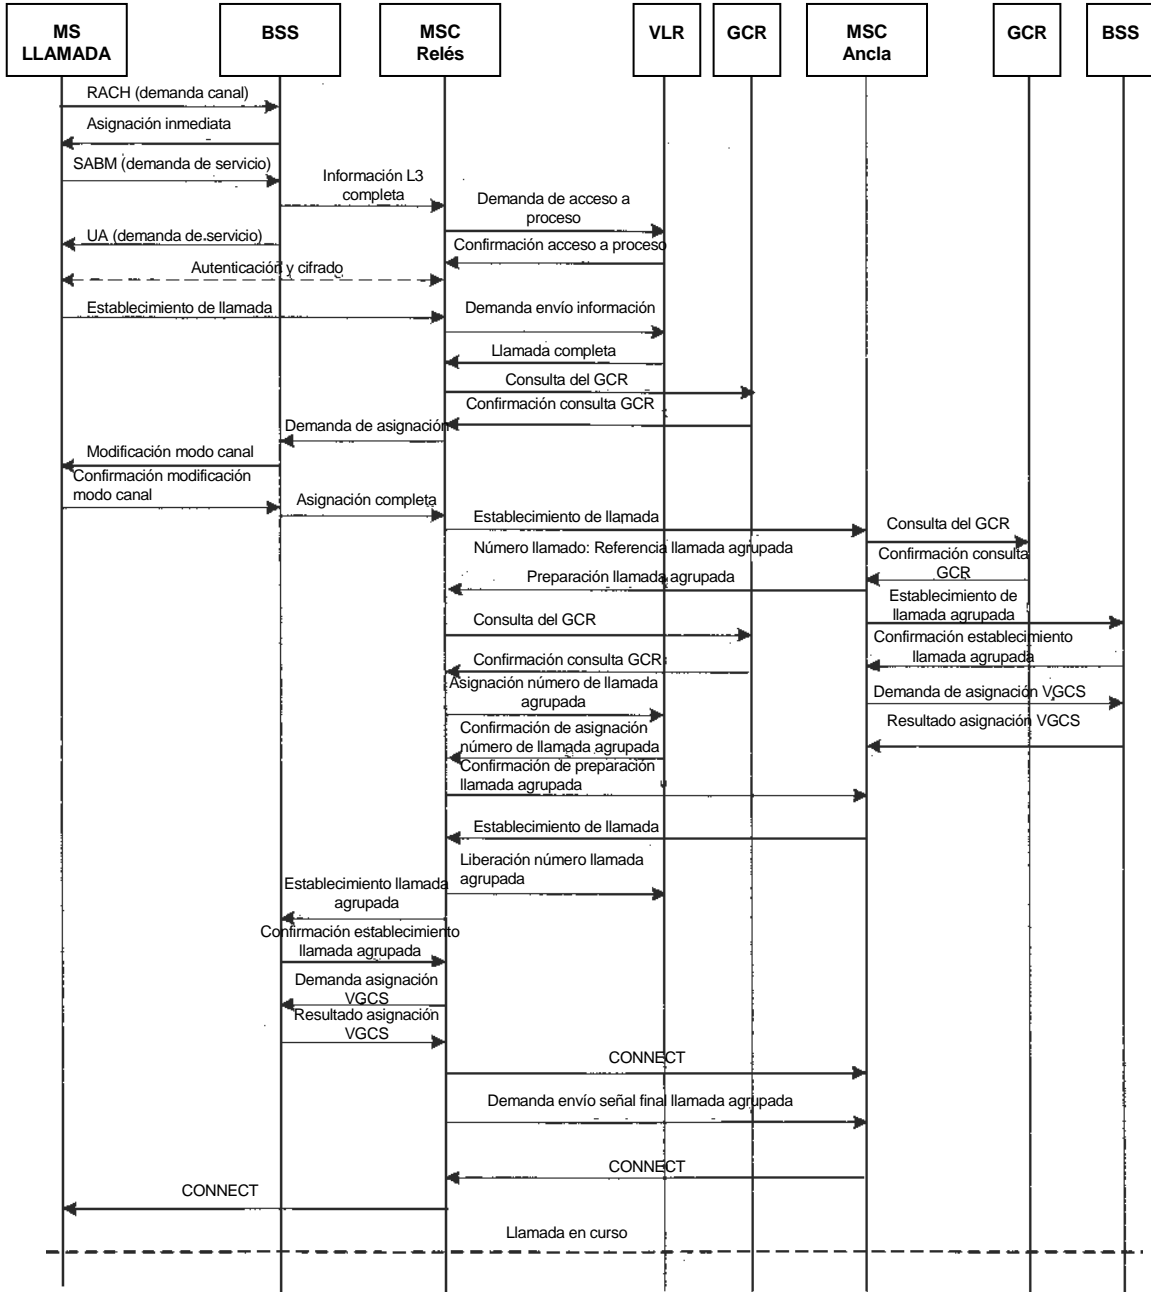 MS
LLAMADA
BSS
MSC
Relés
VLR
GCR
MSC
Ancla
GCR
BSS
RACH (demanda canal)
Asignación inmediata
SABM (demanda de servicio)
Información L3
completa
Demanda de acceso a
proceso
UA (demanda de servicio)
Confirmación acceso a proceso
Autenticación y cifrado
Establecimiento de llamada
Demanda envío información
Llamada completa
Consulta del GCR
Confirmación consulta GCR
Demanda de asignación
Modificación modo canal
Confirmación modificación
modo canal
Asignación completa
Establecimiento de llamada
Consulta del GCR
Número llamado: Referencia llamada agrupada
Confirmación consulta
GCR
Preparación llamada agrupada
Establecimiento de
llamada agrupada
Consulta del GCR
Confirmación establecimiento
llamada agrupada
Confirmación consulta GCR
Asignación número de llamada
agrupada
Demanda de asignación VGCS
Confirmación de asignación
número de llamada agrupada
Resultado asignación VGCS
Confirmación de preparación
llamada agrupada
Establecimiento de llamada
Liberación número llamada
agrupada
Establecimiento llamada
agrupada
Confirmación establecimiento
llamada agrupada
Demanda asignación
VGCS
Resultado asignación
VGCS
CONNECT
Demanda envío señal final llamada agrupada
CONNECT
CONNECT
Llamada en curso